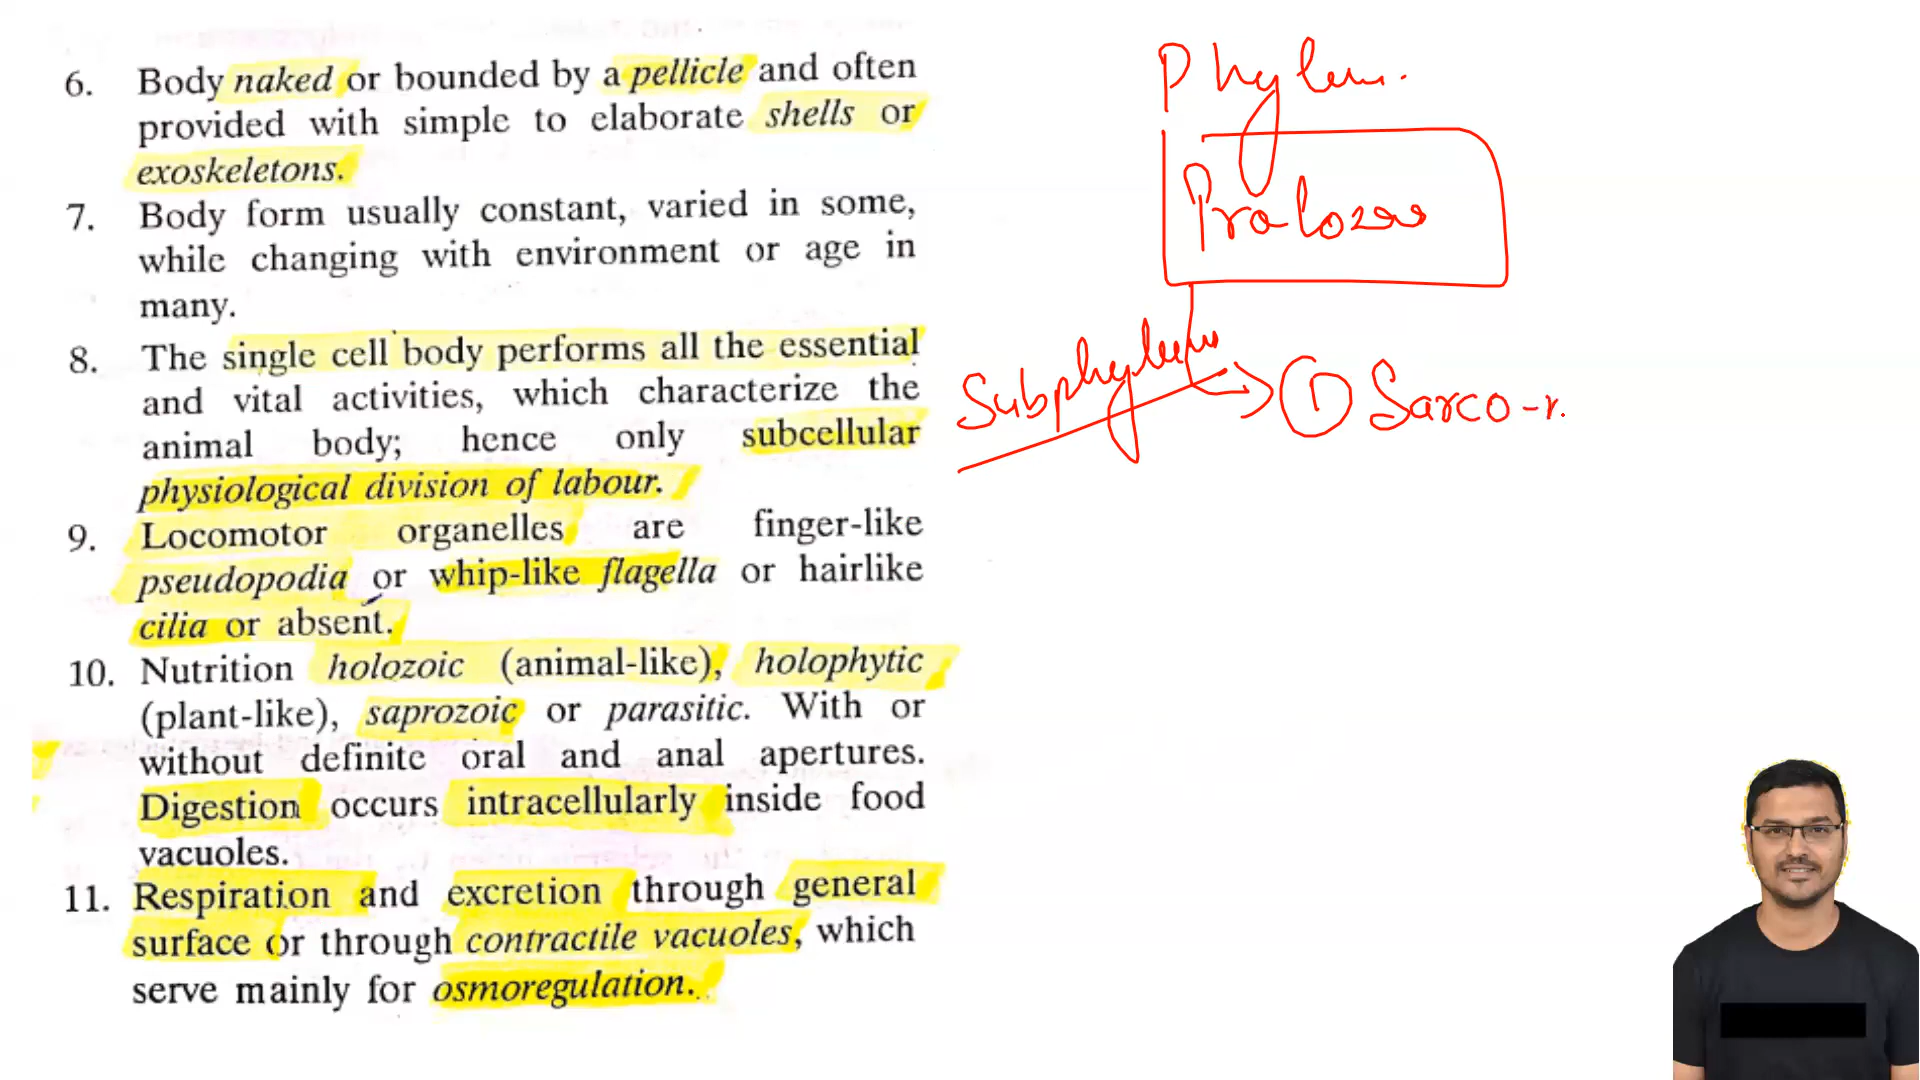 6. Body naked or bounded by a pellicle and often
provided with simple to elaborate shells or
exoskeletons.
7. Body form usually constant, varied in some,
while changing with environment or age in
many.
8. The single cell body performs all the essential
and vital activities, which characterize the
animal body; hence only subcellular
physiological division of labour.
9. Locomotor organelles are finger-like
pseudopodia or whip-like flagella or hairlike
cilia or absent.
10. Nutrition holozoic (animal-like), holophytic
(plant-like), saprozoic or parasitic. With or
without definite oral and anal apertures.
Digestion occurs intracellularly inside food
vacuoles.
11. Respiration and excretion through general
surface or through contractile vacuoles, which
serve mainly for osmoregulation.
Phylum.
Protozoa
Subphylum
① Sarco-